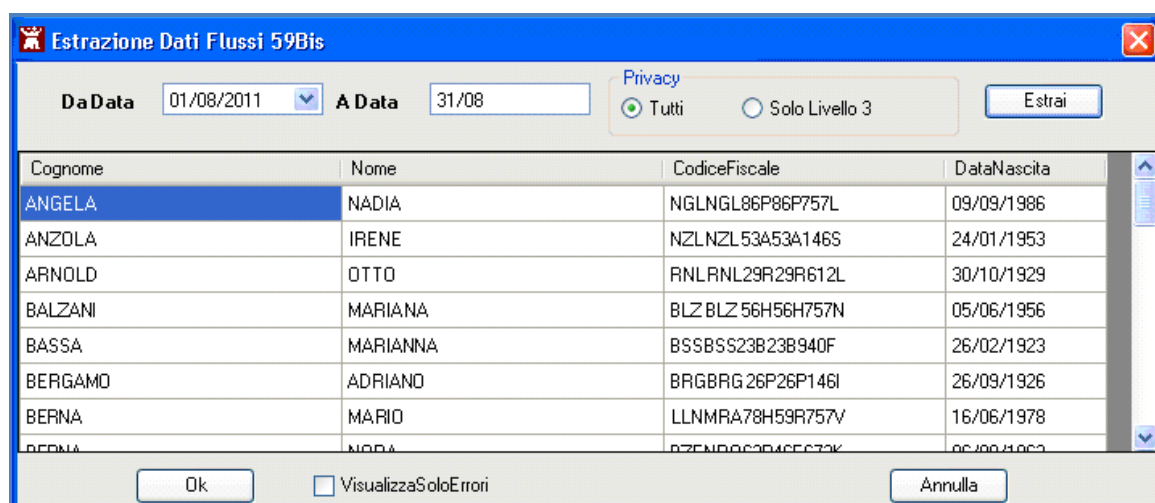 Estrazione Dati Flussi 59Bis
Privacy
Da Data 01/08/2011 A Data 31/08 Tutti Solo Livello 3 Estrai
Cognome Nome CodiceFiscale DataNascita
ANGELA NADIA NGLNGL86P86P757L 09/09/1986
ANZOLA IRENE NZLNZL53A53A146S 24/01/1953
ARNOLD OTTO RNLRNL29R29R612L 30/10/1929
BALZANI MARIANA BLZBLZ56H56H757N 05/06/1956
BASSA MARIANNA BSSBSS23B23B940F 26/02/1923
BERGAMO ADRIANO BRGBRG26P26P146I 26/09/1926
BERNA MARIO LLNMRA78H59R757V 16/06/1978
BERNA NORA
Ok VisualizzaSoloErrori Annulla